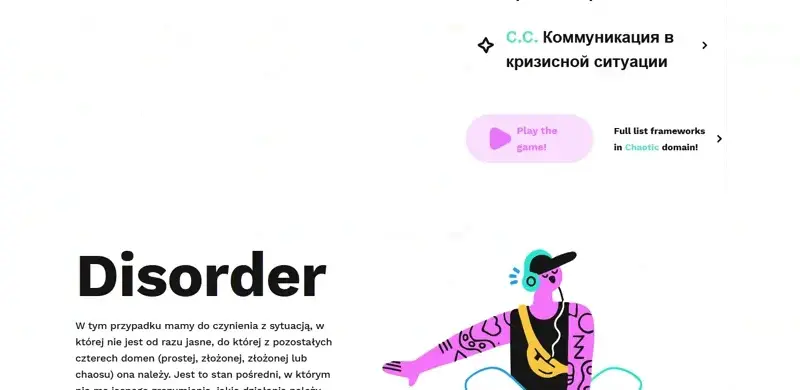 C.C. Коммуникация в
кризисной ситуации
Play the
game!
Full list frameworks
in Chaotic domain!
Disorder
W tym przypadku mamy do czynienia z sytuacją, w
której nie jest od razu jasne, do której z pozostałych
czterech domen (prostej, złożonej, złożonej lub
chaosu) ona należy. Jest to stan pośredni, w którym